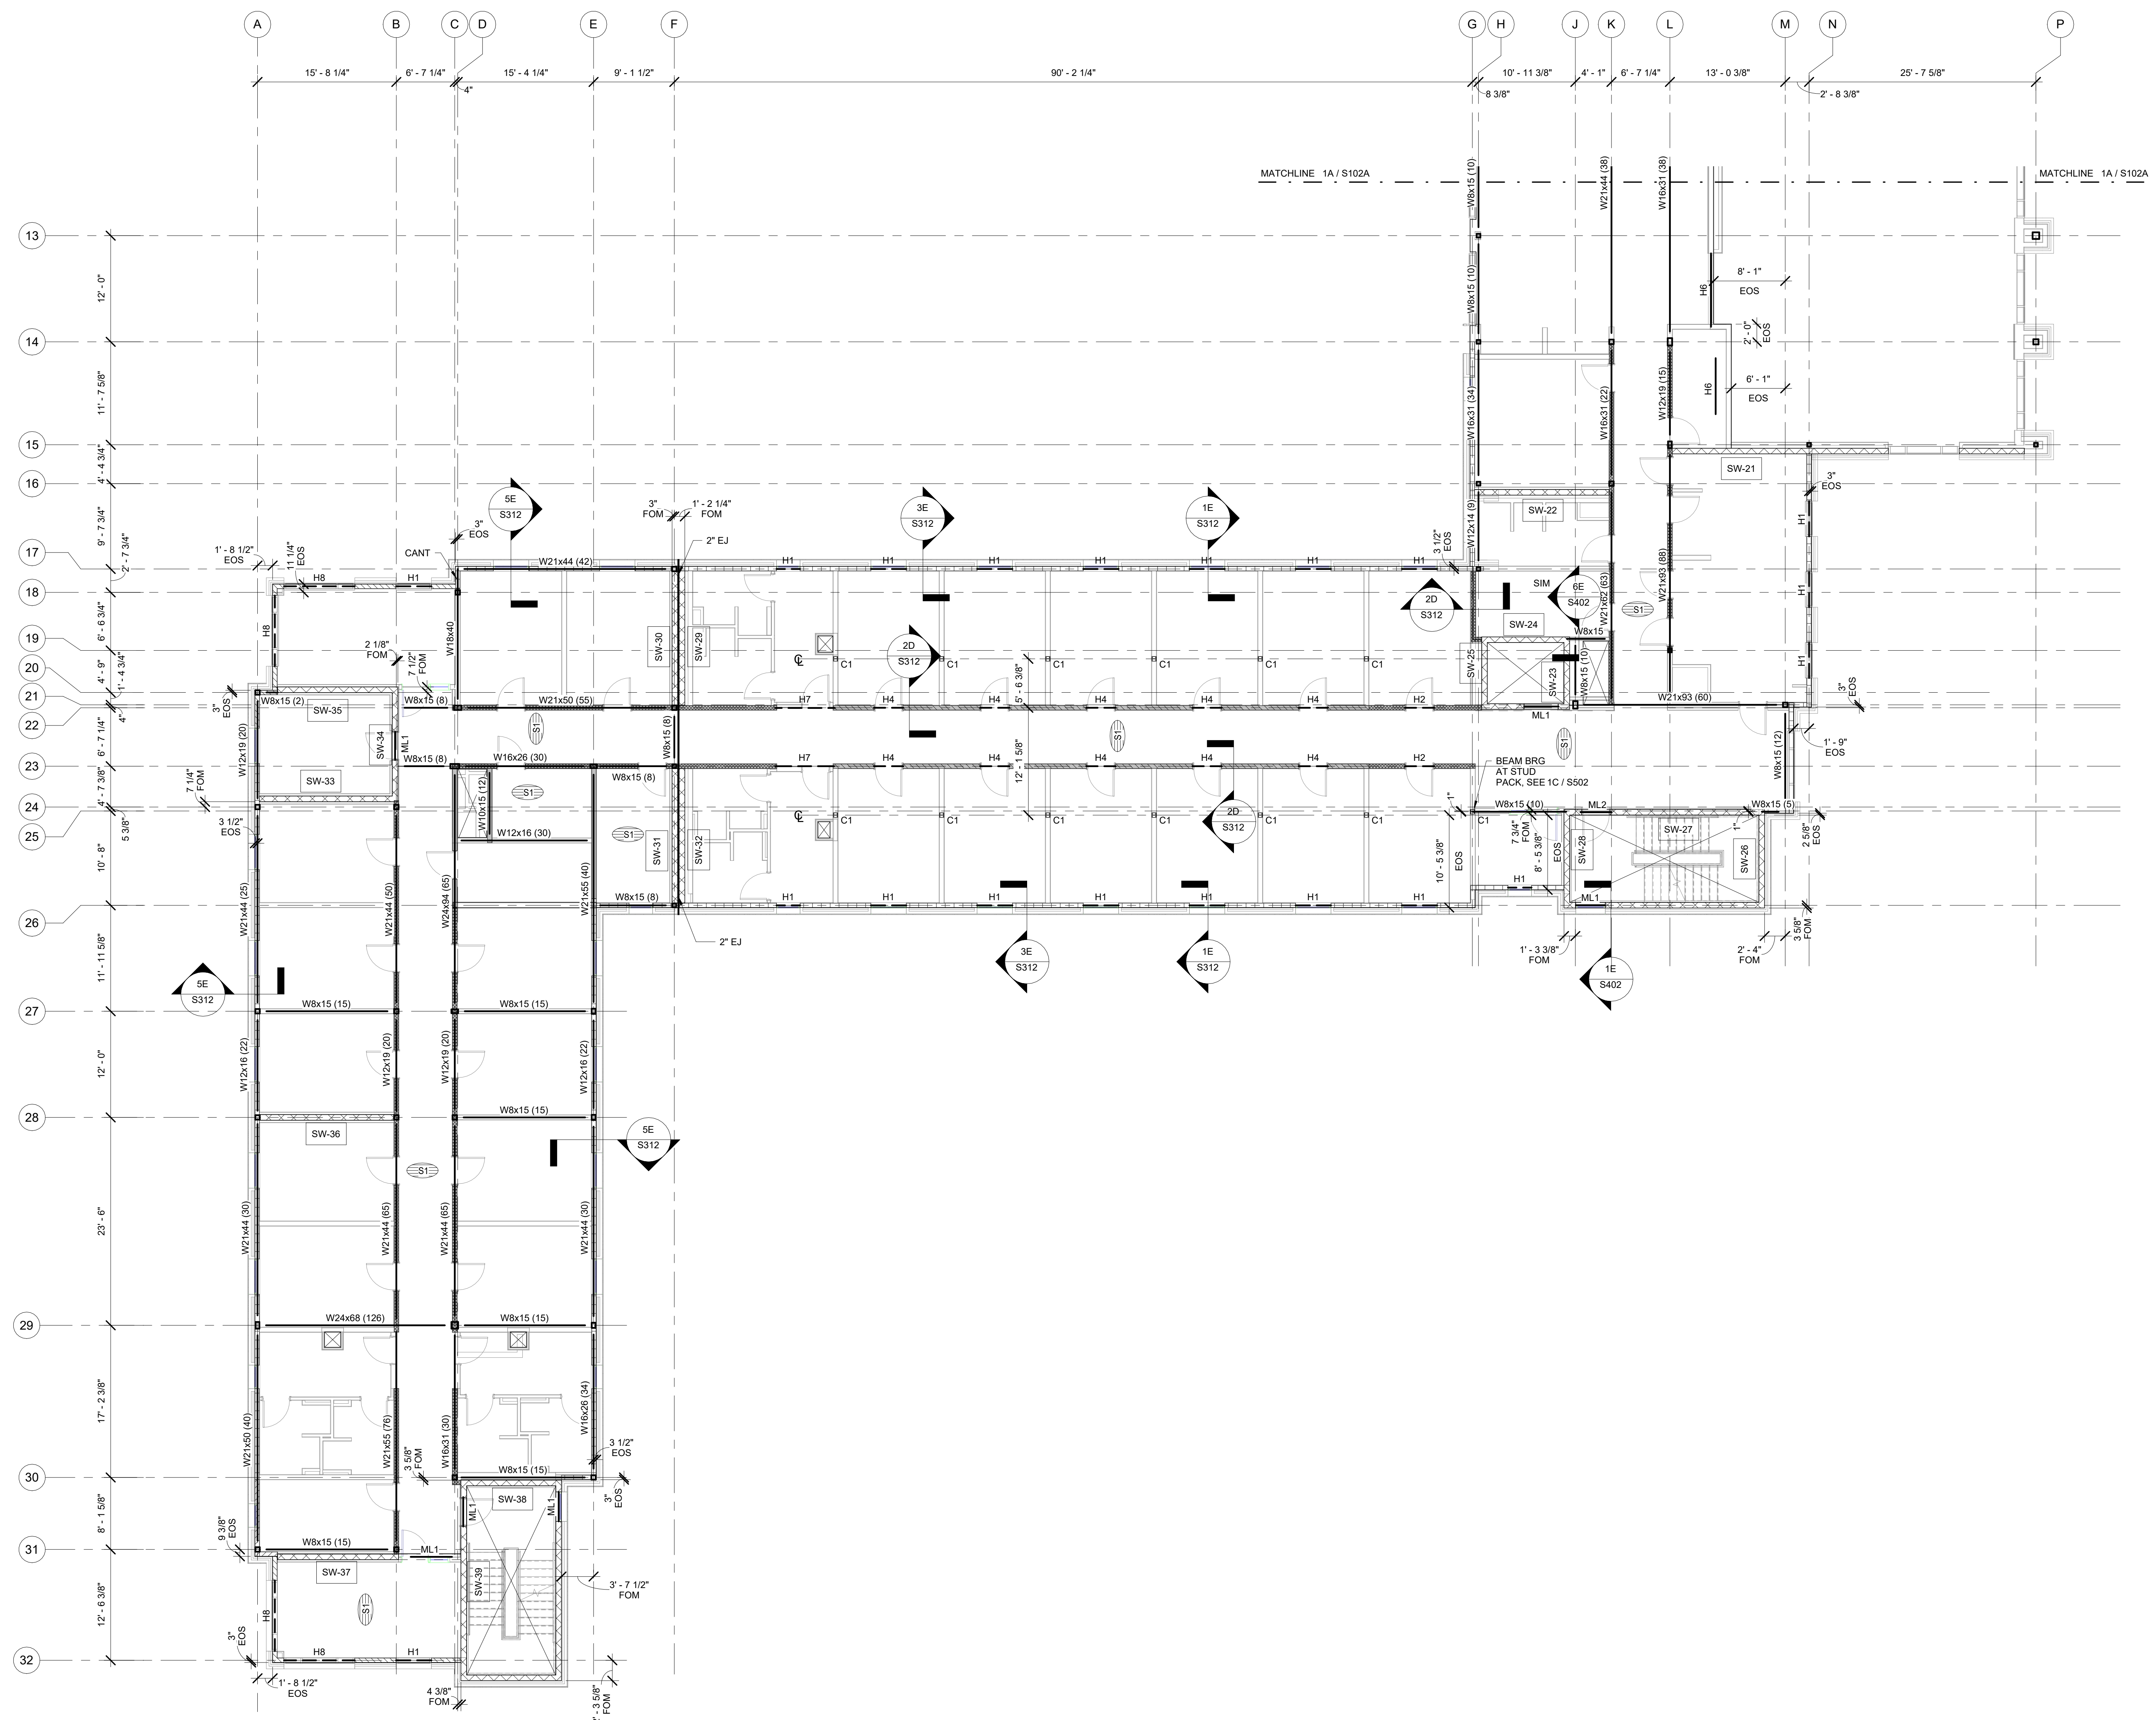 A
B
C
D
E
F
G
H
J
K
L
M
N
P
15' - 8 1/4"
6' - 7 1/4"
15' - 4 1/4"
9' - 1 1/2"
90' - 2 1/4"
10' - 11 3/8"
4' - 1"
6' - 7 1/4"
13' - 0 3/8"
25' - 7 5/8"
4"
8 3/8"
2' - 8 3/8"
MATCHLINE 1A / S102A
MATCHLINE 1A / S102A
W8x15 (10)
W21x44 (38)
W16x31 (38)
13
12' - 0"
W8x15 (10)
H6
8' - 1"
EOS
14
2' - 0"
EOS
11' - 7 5/8"
W16x31 (34)
W16x31 (22)
W12x19 (15)
H6
6' - 1"
EOS
15
4' - 4 3/4"
SW-21
16
3"
EOS
9' - 7 3/4"
5E
S312
3"
FOM
1' - 2 1/4"
FOM
3E
S312
1E
S312
SW-22
W12x14 (9)
H1
3"
EOS
2" EJ
3 1/2"
EOS
17
2' - 7 3/4"
1' - 8 1/2"
EOS
11 1/4"
EOS
CANT
W21x44 (42)
H1
H1
H1
H1
H1
H1
H1
W21x93 (88)
18
H8
H1
2D
S312
SIM
6E
S402
W21x62 (63)
H1
S1
19
6' - 6 3/4"
H8
2 1/8"
FOM
7 1/2"
FOM
W18x40
SW-30
SW-29
2D
S312
SW-24
W8x15
20
4' - 9"
1' - 4 3/4"
C1
C1
C1
C1
C1
C1
5' - 6 3/8"
SW-25
SW-23
W8x15 (10)
H1
21
3"
EOS
W8x15 (2)
SW-35
W8x15 (8)
W21x50 (55)
H7
H4
H4
H4
H4
H4
H2
ML1
W21x93 (60)
3"
EOS
22
4"
6' - 7 1/4"
W12x19 (20)
SW-34
ML1
S1
W8x15 (8)
S1
S1
W8x15 (12)
1' - 9"
EOS
23
SW-33
W8x15 (8)
W16x26 (30)
W8x15 (8)
H7
H4
H4
H4
H4
H4
H2
12' - 1 5/8"
BEAM BRG
AT STUD
PACK, SEE 1C / S502
4' - 7 3/8"
7 1/4"
FOM
W10x15 (12)
S1
24
1"
W8x15 (10)
ML2
W8x15 (5)
25
5 3/8"
3 1/2"
EOS
W12x16 (30)
S1
SW-31
SW-32
C1
C1
C1
C1
C1
C1
C1
2D
S312
7 3/4"
FOM
8' - 5 3/8"
EOS
SW-28
SW-27
1"
SW-26
2 5/8"
EOS
10' - 8"
W21x44 (25)
W21x44 (50)
W24x94 (65)
W21x55 (40)
10' - 5 3/8"
EOS
H1
26
W8x15 (8)
H1
H1
H1
H1
H1
H1
H1
ML1
2" EJ
3E
S312
1E
S312
1' - 3 3/8"
FOM
2' - 4"
FOM
3 5/8"
FOM
1E
S402
11' - 11 5/8"
5E
S312
27
W8x15 (15)
W8x15 (15)
12' - 0"
W12x16 (22)
W12x19 (20)
W12x19 (20)
W12x16 (22)
28
SW-36
W8x15 (15)
5E
S312
S1
23' - 6"
W21x44 (30)
W21x44 (65)
W21x44 (65)
W21x44 (30)
29
W24x68 (126)
W8x15 (15)
17' - 2 3/8"
W21x50 (40)
W21x55 (76)
W16x31 (30)
W16x26 (34)
3 5/8"
FOM
3 1/2"
EOS
30
W8x15 (15)
3"
EOS
8' - 1 5/8"
9 3/8"
EOS
ML1
SW-38
ML1
31
W8x15 (15)
ML1
SW-37
SW-39
3' - 7 1/2"
FOM
12' - 6 3/8"
H8
S1
3"
EOS
32
H8
H1
1' - 8 1/2"
EOS
4 3/8"
FOM
' - 3 5/8"
FOM